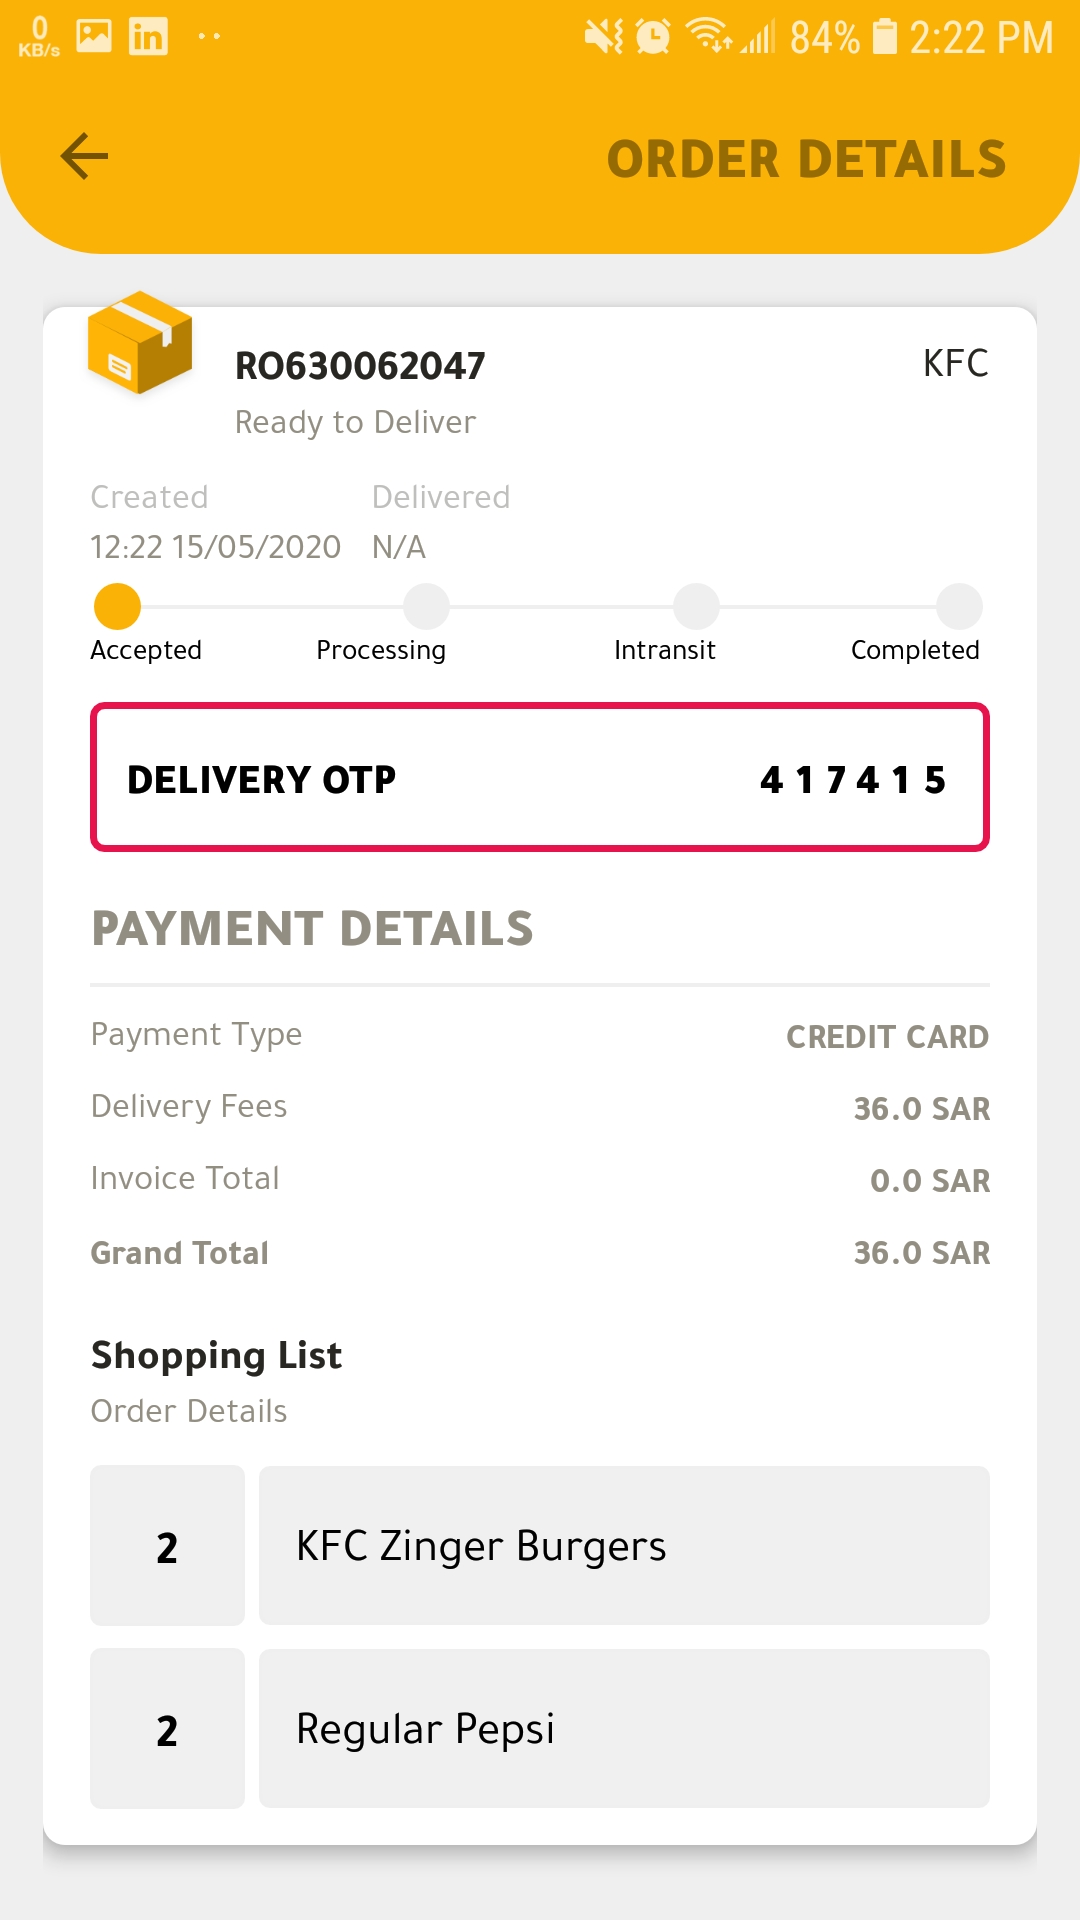 0
KB/s
in
84%
2:22 PM
ORDER DETAILS
RO630062047
KFC
Ready to Deliver
Created Delivered
12:22 15/05/2020 N/A
Accepted Processing Intransit Completed
DELIVERY OTP 4 1 7 4 1 5
PAYMENT DETAILS
Payment Type CREDIT CARD
Delivery Fees 36.0 SAR
Invoice Total 0.0 SAR
Grand Total 36.0 SAR
Shopping List
Order Details
2 KFC Zinger Burgers
2 Regular Pepsi